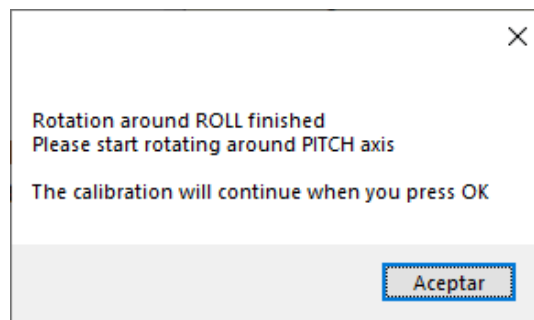 Rotation around ROLL finished
Please start rotating around PITCH axis
The calibration will continue when you press OK
Aceptar